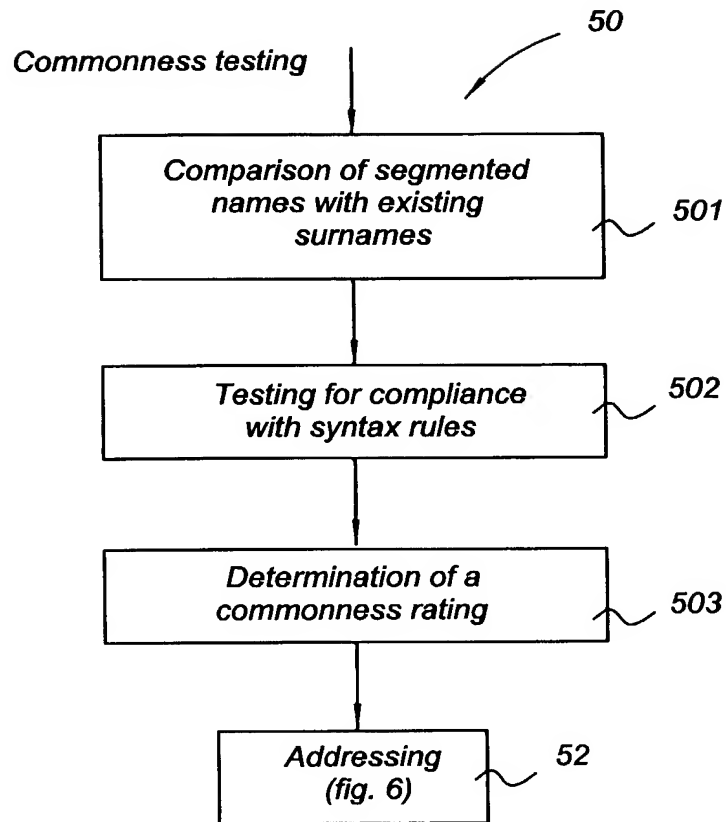 50
Commonness testing
Comparison of segmented
names with existing
surnames
501
Testing for compliance
with syntax rules
502
Determination of a
commonness rating
503
Addressing
(fig. 6)
52